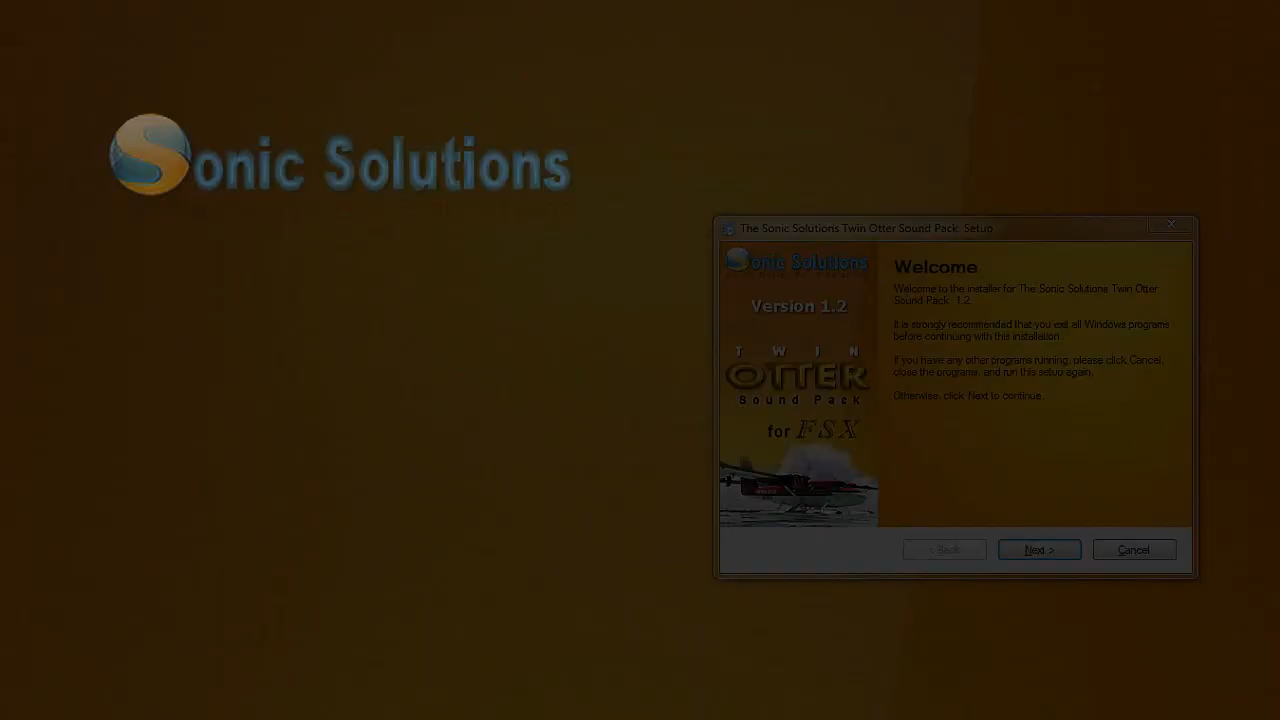 Sonic Solutions
The Sonic Solutions Twin Otter Sound Pack Setup
Sonic Solutions
Version 1.2
TWIN
OTTER
Sound Pack
for FSX
Welcome
Welcome to the installer for The Sonic Solutions Twin Otter
Sound Pack 1.2.
It is strongly recommended that you exit all Windows programs
before continuing with this installation.
If you have any other programs running, please click Cancel,
close the programs, and run this setup again.
Otherwise, click Next to continue.
< Back
Next >
Cancel